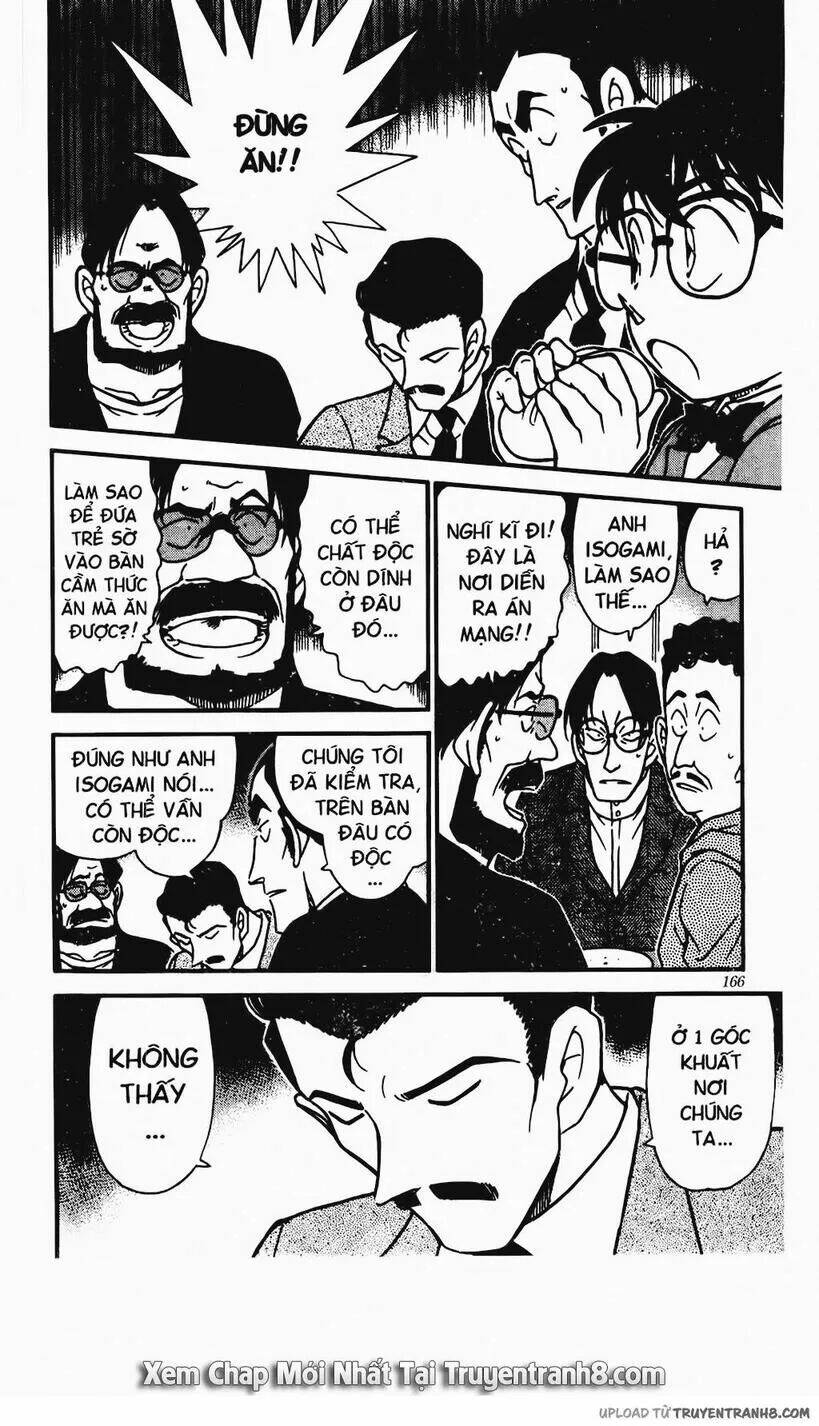 ĐỪNG
ĂN!!
HẢ
?
ANH
ISOGAMI,
LÀM SAO
THẾ...
NGHĨ KĨ ĐI!
ĐÂY LÀ
NƠI DIỄN
RA ÁN
MẠNG!!
CÓ THỂ
CHẤT ĐỘC
CÒN DÍNH
Ở ĐÂU
ĐÓ...
LÀM SAO
ĐỂ ĐỨA
TRẺ SỜ
VÀO BÀN
CẦM THỨC
ĂN MÀ ĂN
ĐƯỢC?!
CHÚNG TÔI
ĐÃ KIỂM TRA,
TRÊN BÀN
ĐÂU CÓ
ĐỘC
...
ĐÚNG NHƯ ANH
ISOGAMI NÓI...
CÓ THỂ VẪN
CÒN ĐỘC...
166
Ở 1 GÓC
KHUẤT
NƠI
CHÚNG
TA...
KHÔNG
THẤY
...
Xem Chap Mới Nhất Tại Truyentranh8.com
UPLOAD TỪ TRUYENTRANH8.COM